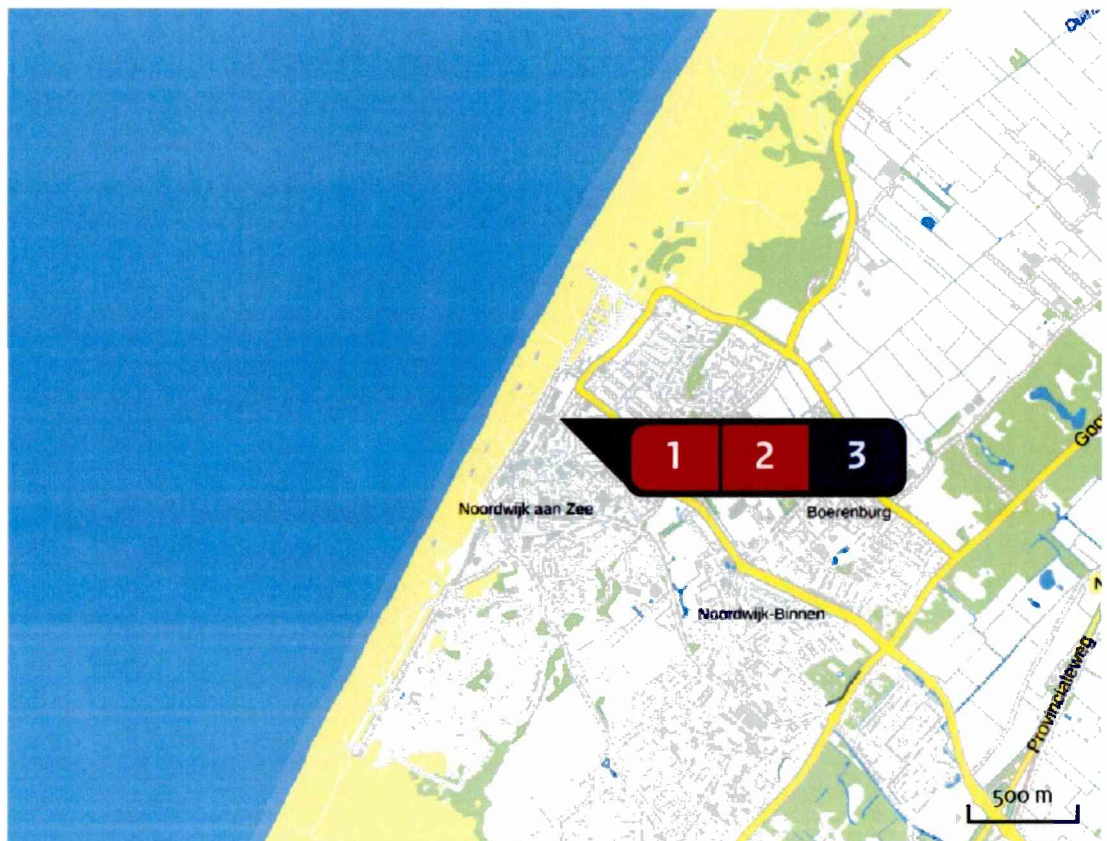 1 2 3
Noordwijk aan Zee
Boerenburg
Noordwijk-Binnen
Provincialeweg
500 m